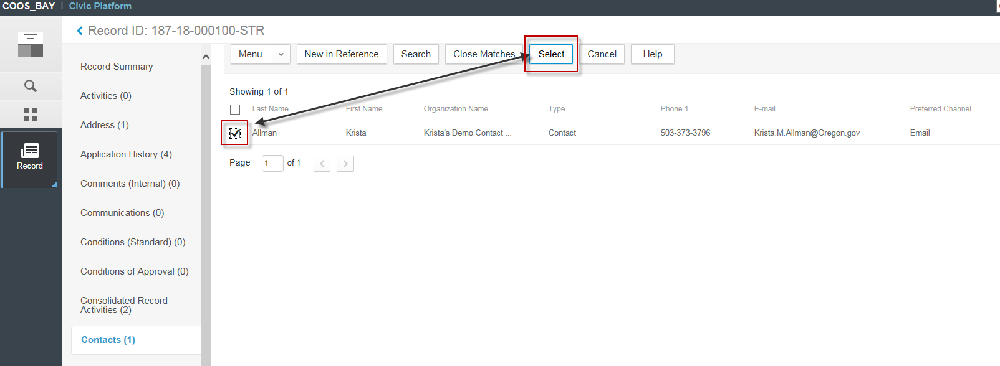 COOS_BAY | Civic Platform
Record ID: 187-18-000100-STR
Record
Record Summary
Activities (0)
Address (1)
Application History (4)
Comments (Internal) (0)
Communications (0)
Conditions (Standard) (0)
Conditions of Approval (0)
Consolidated Record
Activities (2)
Contacts (1)
Menu New in Reference Search Close Matches Select Cancel Help
Showing 1 of 1
Last Name First Name Organization Name Type Phone 1 E-mail Preferred Channel
Allman Krista Krista's Demo Contact ... Contact 503-373-3796 Krista.M.Allman@Oregon.gov Email
Page 1 of 1